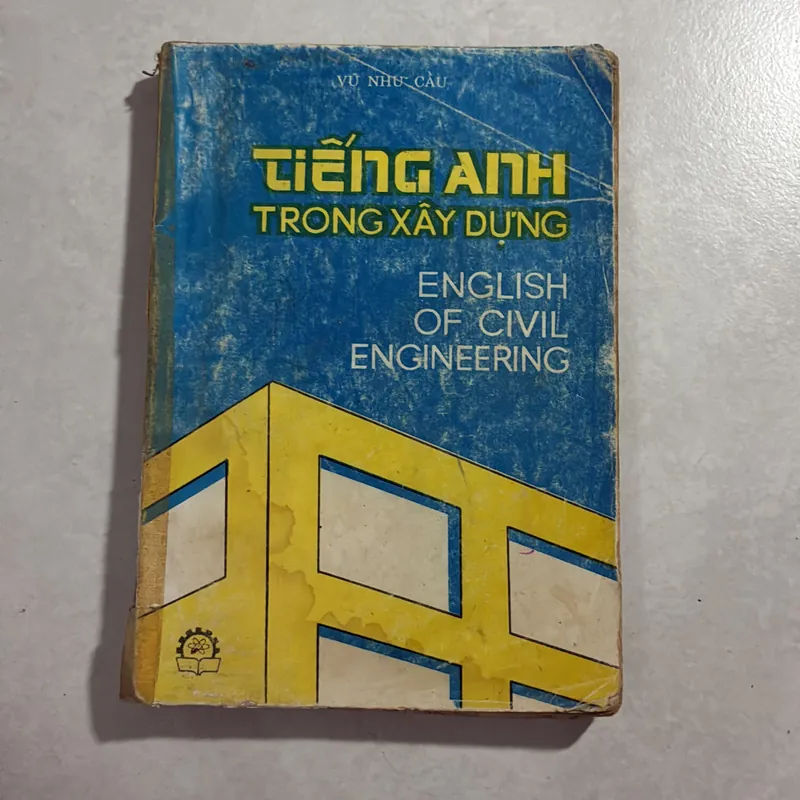 VŨ NHƯ CẦU
TIẾNG ANH
TRONG XÂY DỰNG
ENGLISH
OF CIVIL
ENGINEERING